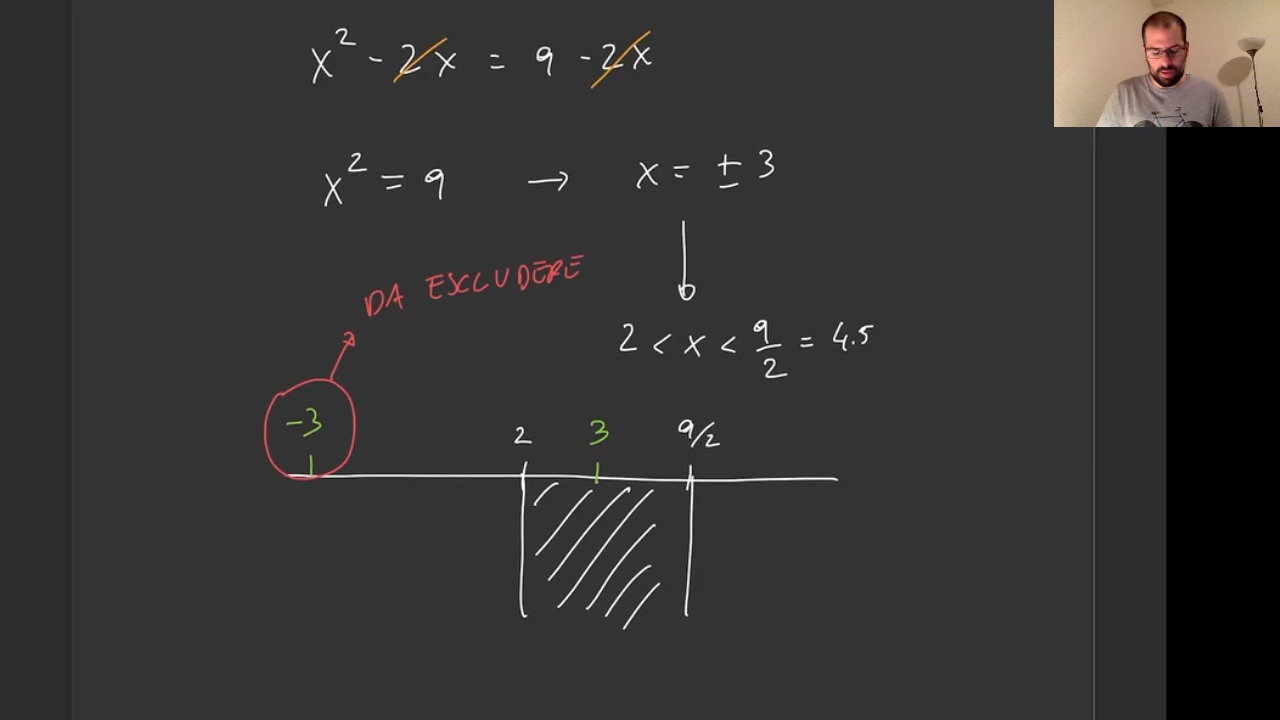 x² - 2x = 9 - 2x
x² = 9 → x = ± 3
DA ESCLUDERE
2 < x < 9/2 = 4.5
-3 2 3 9/2